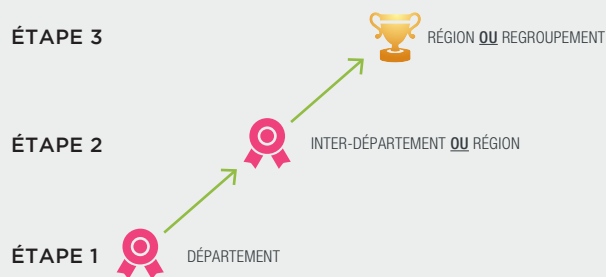 ÉTAPE 3
RÉGION OU REGROUPEMENT
ÉTAPE 2
INTER-DÉPARTEMENT OU RÉGION
ÉTAPE 1
DÉPARTEMENT